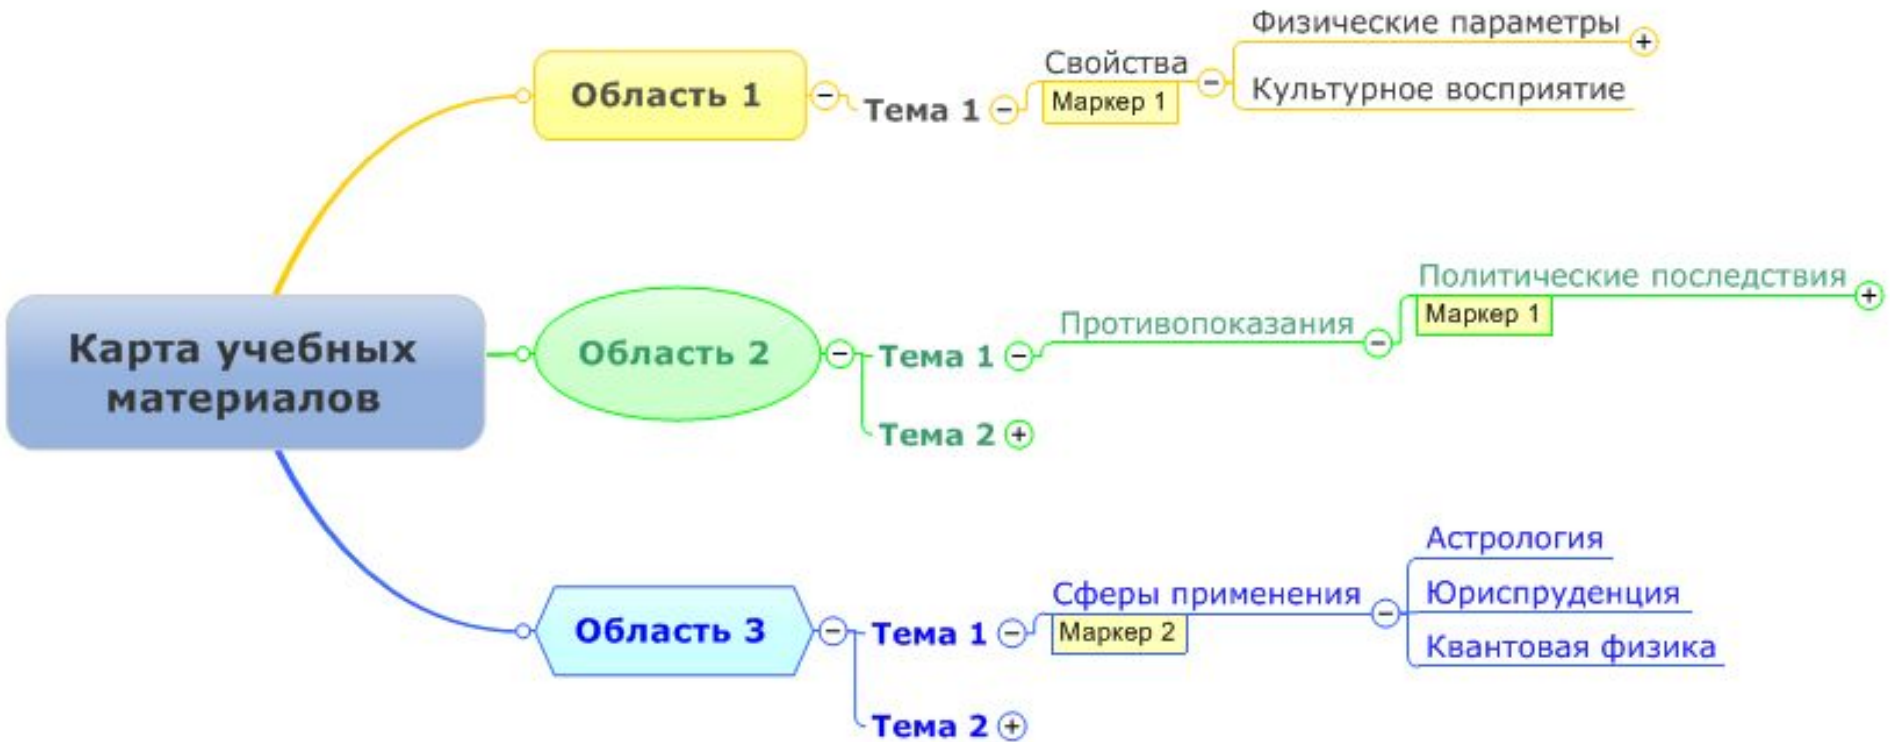 Карта учебных
материалов
Область 1
Тема 1
Свойства
Маркер 1
Физические параметры
Культурное восприятие
Область 2
Тема 1
Противопоказания
Политические последствия
Маркер 1
Тема 2
Область 3
Тема 1
Сферы применения
Маркер 2
Астрология
Юриспруденция
Квантовая физика
Тема 2